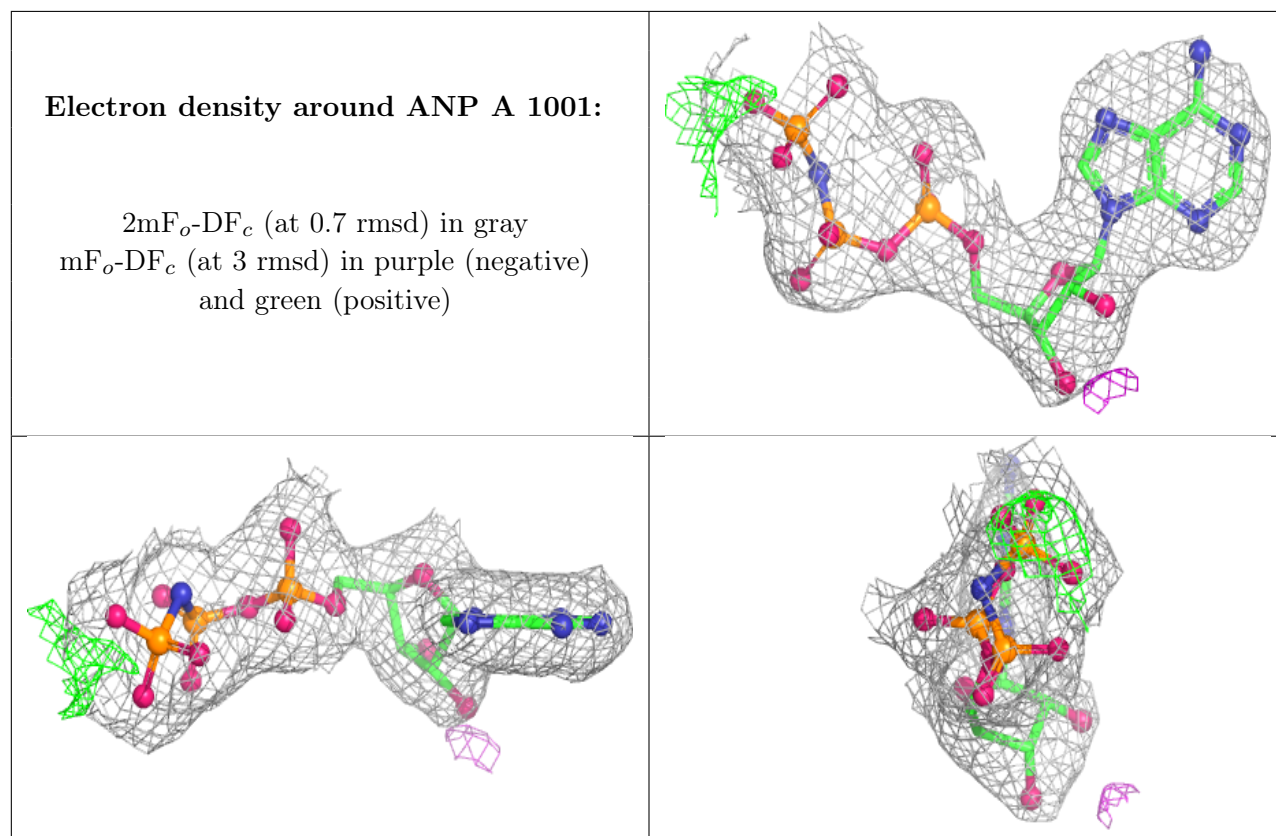 Electron density around ANP A 1001:
2mFₒ-DF𝒸 (at 0.7 rmsd) in gray
mFₒ-DF𝒸 (at 3 rmsd) in purple (negative)
and green (positive)